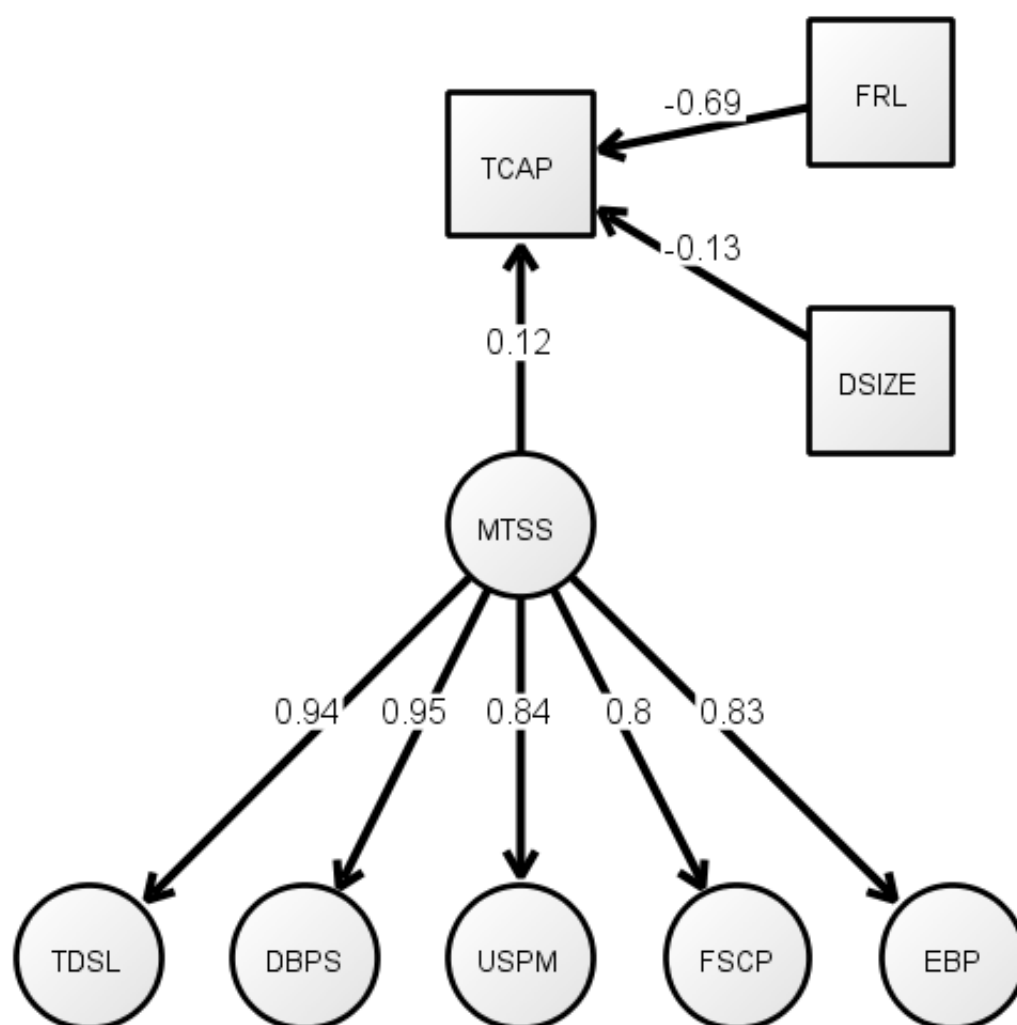 FRL
-0.69
TCAP
-0.13
0.12
DSIZE
MTSS
0.94 0.95 0.84 0.8 0.83
TDSL DBPS USPM FSCP EBP